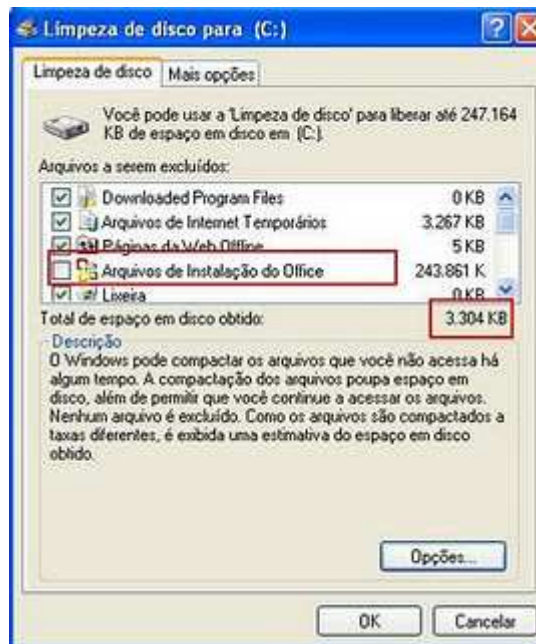 Limpeza de disco para (C:)
Limpeza de disco
Mais opções
Você pode usar a 'Limpeza de disco' para liberar até 247.164
KB de espaço em disco em (C:).
Arquivos a serem excluídos:
Downloaded Program Files 0 KB
Arquivos de Internet Temporários 3.267 KB
Páginas da Web Offline 5 KB
Arquivos de Instalação do Office 243.861 K
Lixeira 0 KB
Total de espaço em disco obtido: 3.304 KB
Descrição
O Windows pode compactar os arquivos que você não acessa há
algum tempo. A compactação dos arquivos poupa espaço em
disco, além de permitir que você continue a acessar os arquivos.
Nenhum arquivo é excluído. Como os arquivos são compactados a
taxas diferentes, é exibida uma estimativa do espaço em disco
obtido.
Opções...
OK
Cancelar